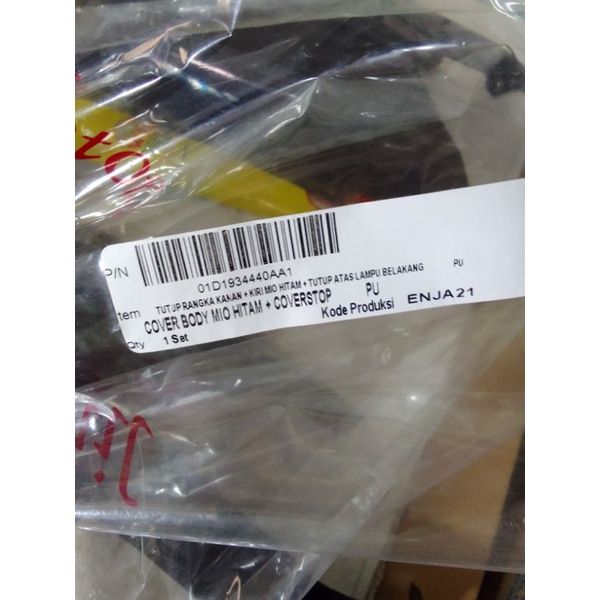 P/N
01D1934440AA1
TUTUP RANGKA KANAN + KIRI MIO HITAM + TUTUP ATAS LAMPU BELAKANG PU
Item COVER BODY MIO HITAM + COVERSTOP PU
Qty 1 Set Kode Produksi ENJA21